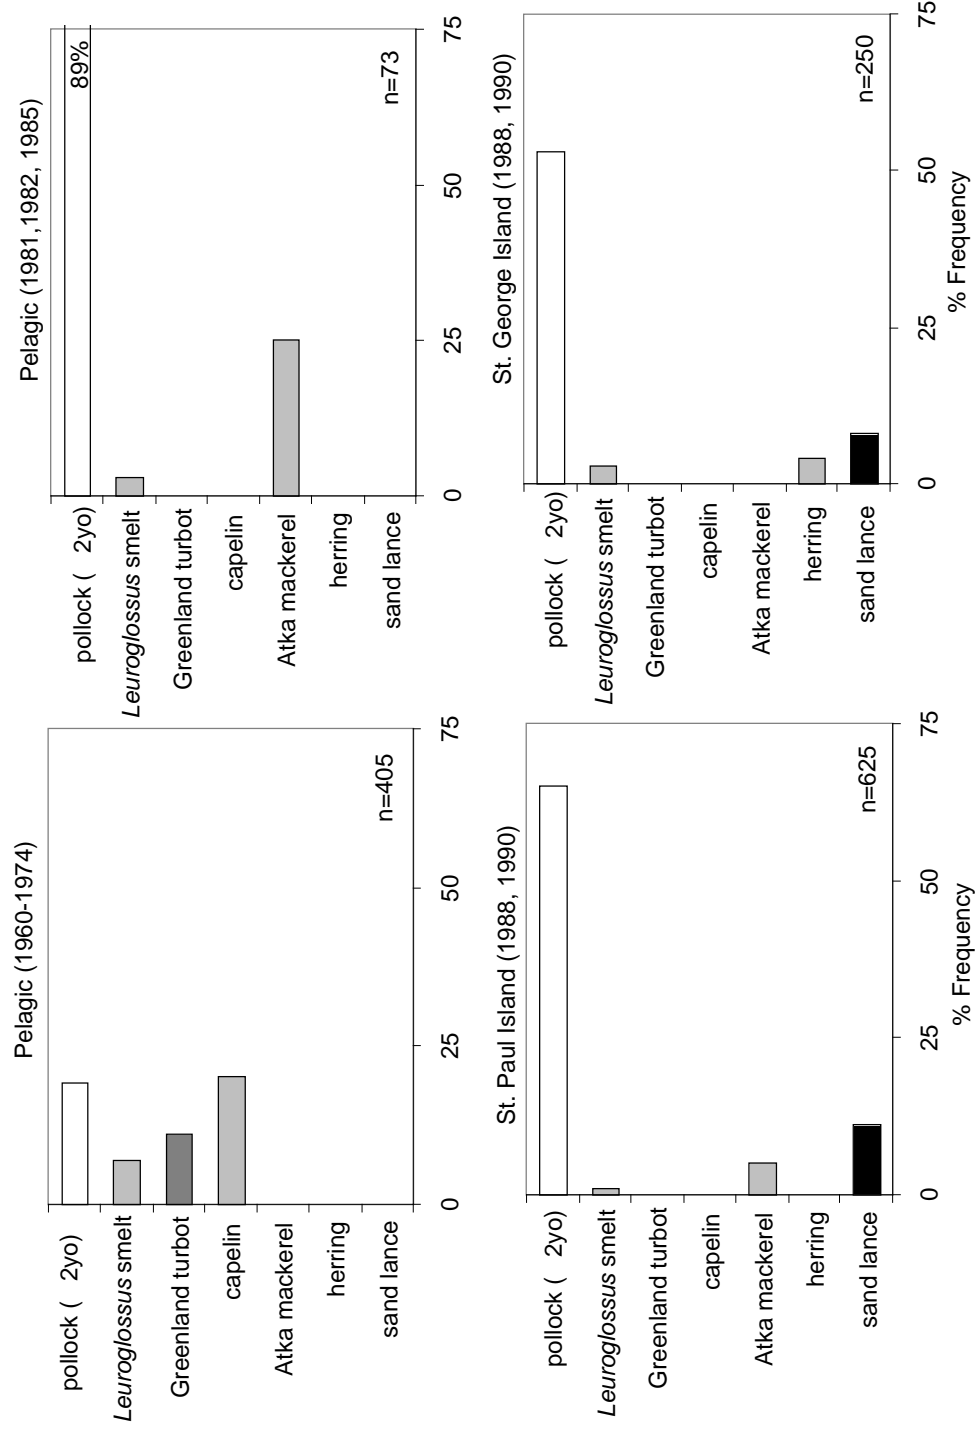 Pelagic (1960-1974)
pollock ( 2yo)
Leuroglossus smelt
Greenland turbot
capelin
Atka mackerel
herring
sand lance
n=405
0 25 50 75
Pelagic (1981,1982, 1985)
pollock ( 2yo)
89%
Leuroglossus smelt
Greenland turbot
capelin
Atka mackerel
herring
sand lance
n=73
0 25 50 75
St. Paul Island (1988, 1990)
pollock ( 2yo)
Leuroglossus smelt
Greenland turbot
capelin
Atka mackerel
herring
sand lance
n=625
0 25 50 75
% Frequency
St. George Island (1988, 1990)
pollock ( 2yo)
Leuroglossus smelt
Greenland turbot
capelin
Atka mackerel
herring
sand lance
n=250
0 25 50 75
% Frequency